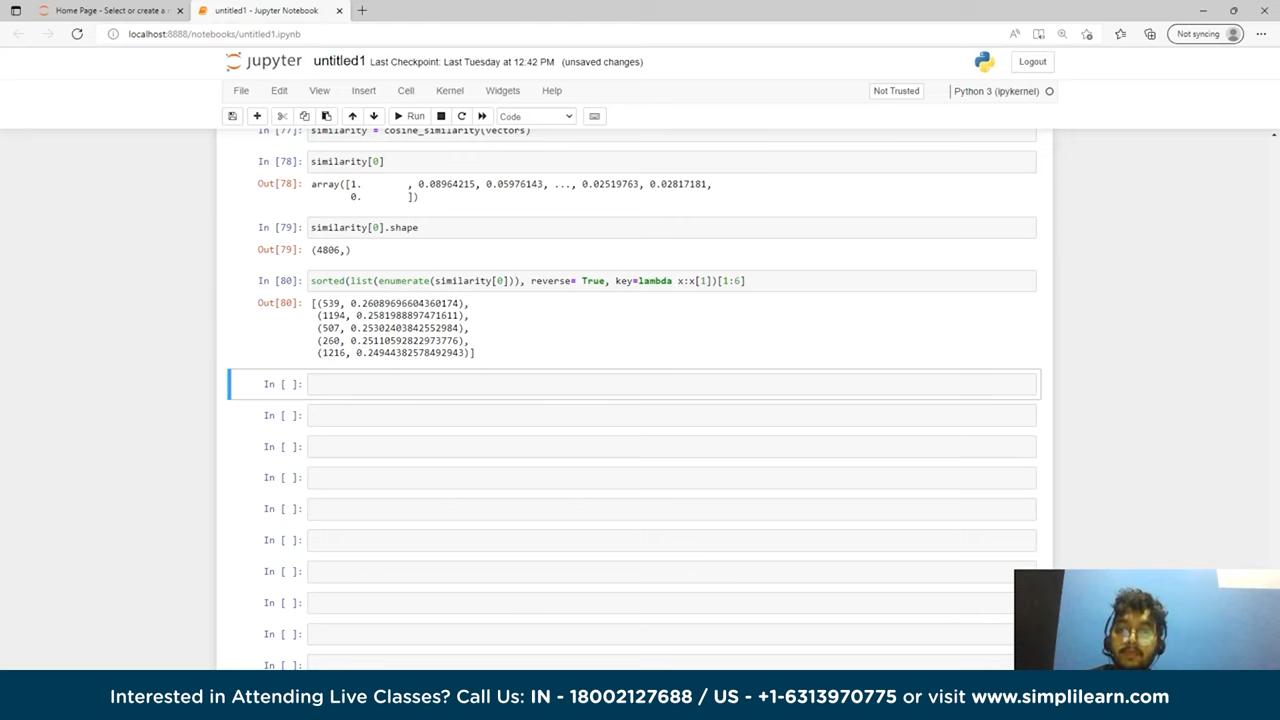 Home Page - Select or create a n
untitled1 - Jupyter Notebook
localhost:8888/notebooks/untitled1.ipynb
Not syncing
jupyter untitled1 Last Checkpoint: Last Tuesday at 12:42 PM (unsaved changes)
Logout
File Edit View Insert Cell Kernel Widgets Help
Not Trusted
Python 3 (ipykernel)
Run
Code
In [77]: similarity = cosine_similarity(vectors)
In [78]: similarity[0]
Out[78]: array([1. , 0.08964215, 0.05976143, ..., 0.02519763, 0.02817181,
0. ])
In [79]: similarity[0].shape
Out[79]: (4806,)
In [80]: sorted(list(enumerate(similarity[0])), reverse= True, key=lambda x:x[1])[1:6]
Out[80]: [(539, 0.26089696604360174),
(1194, 0.2581988897471611),
(507, 0.25302403842552984),
(260, 0.25110592822973776),
(1216, 0.24944382578492943)]
In [ ]:
In [ ]:
In [ ]:
In [ ]:
In [ ]:
In [ ]:
In [ ]:
In [ ]:
In [ ]:
In [ ]:
Interested in Attending Live Classes? Call Us: IN - 18002127688 / US - +1-6313970775 or visit www.simplilearn.com